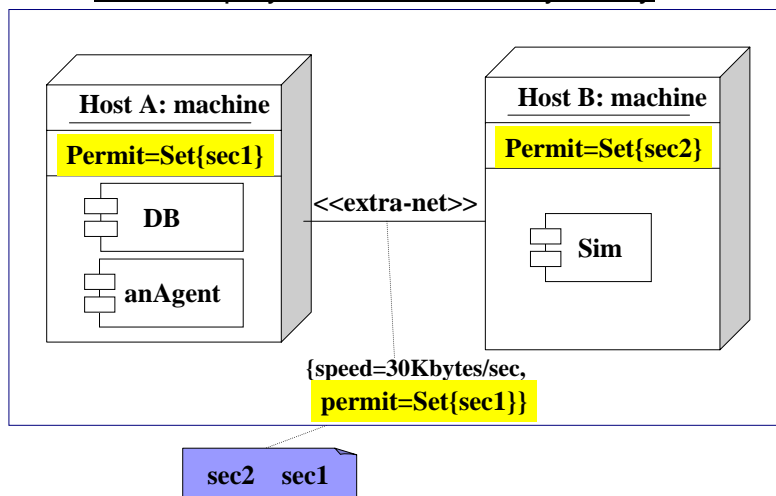 Host A: machine
Permit=Set{sec1}
DB
anAgent
<<extra-net>>
Host B: machine
Permit=Set{sec2}
Sim
{speed=30Kbytes/sec,
permit=Set{sec1}}
sec2 sec1